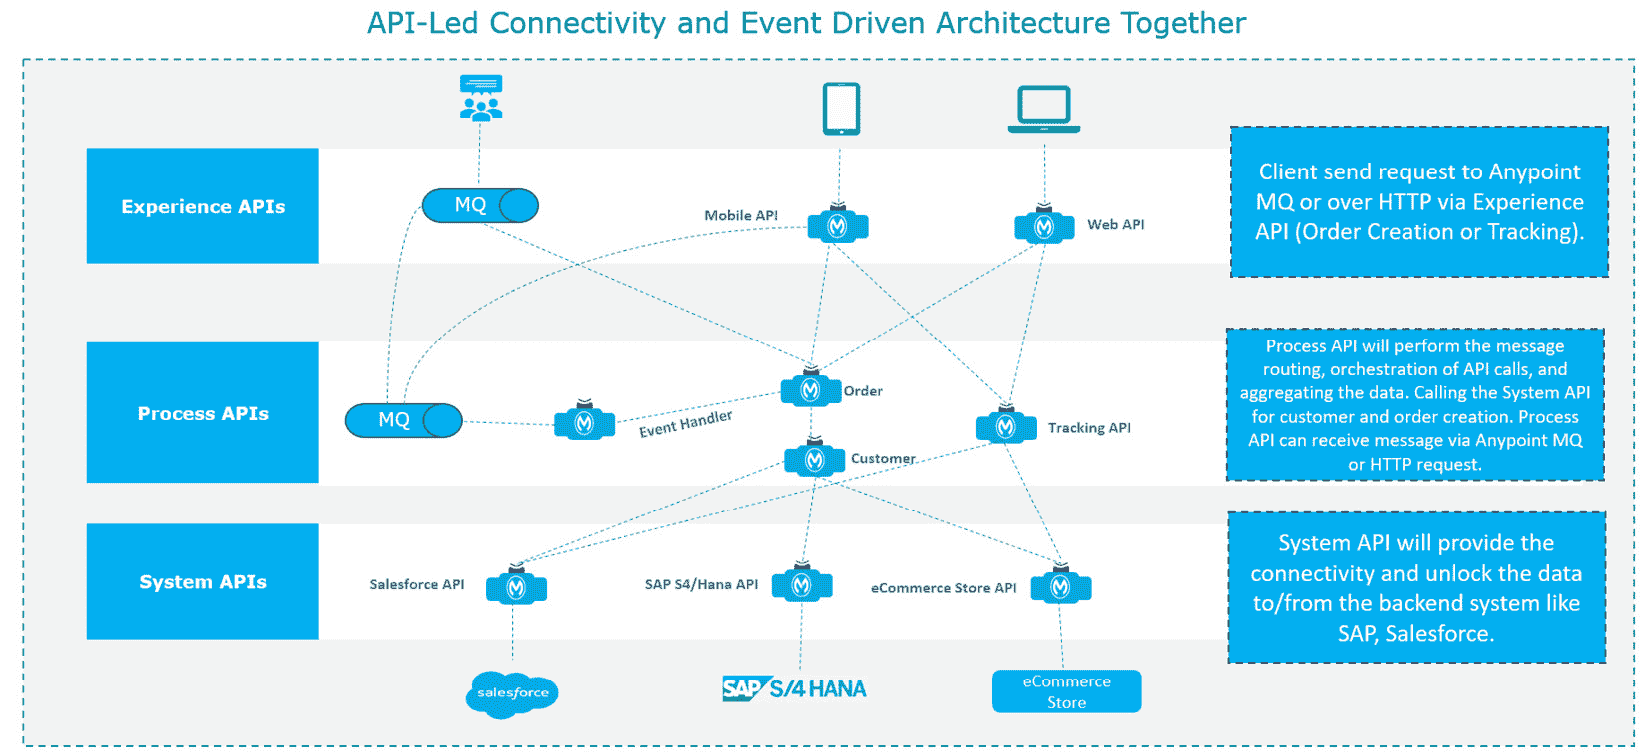 API-Led Connectivity and Event Driven Architecture Together
Experience APIs
MQ
Mobile API
Web API
Client send request to Anypoint
MQ or over HTTP via Experience
API (Order Creation or Tracking).
Process APIs
MQ
Event Handler
Order
Customer
Tracking API
Process API will perform the message
routing, orchestration of API calls, and
aggregating the data. Calling the System API
for customer and order creation. Process
API can receive message via Anypoint MQ
or HTTP request.
System APIs
Salesforce API
SAP S4/Hana API
eCommerce Store API
System API will provide the
connectivity and unlock the data
to/from the backend system like
SAP, Salesforce.
salesforce
SAP S/4HANA
eCommerce
Store